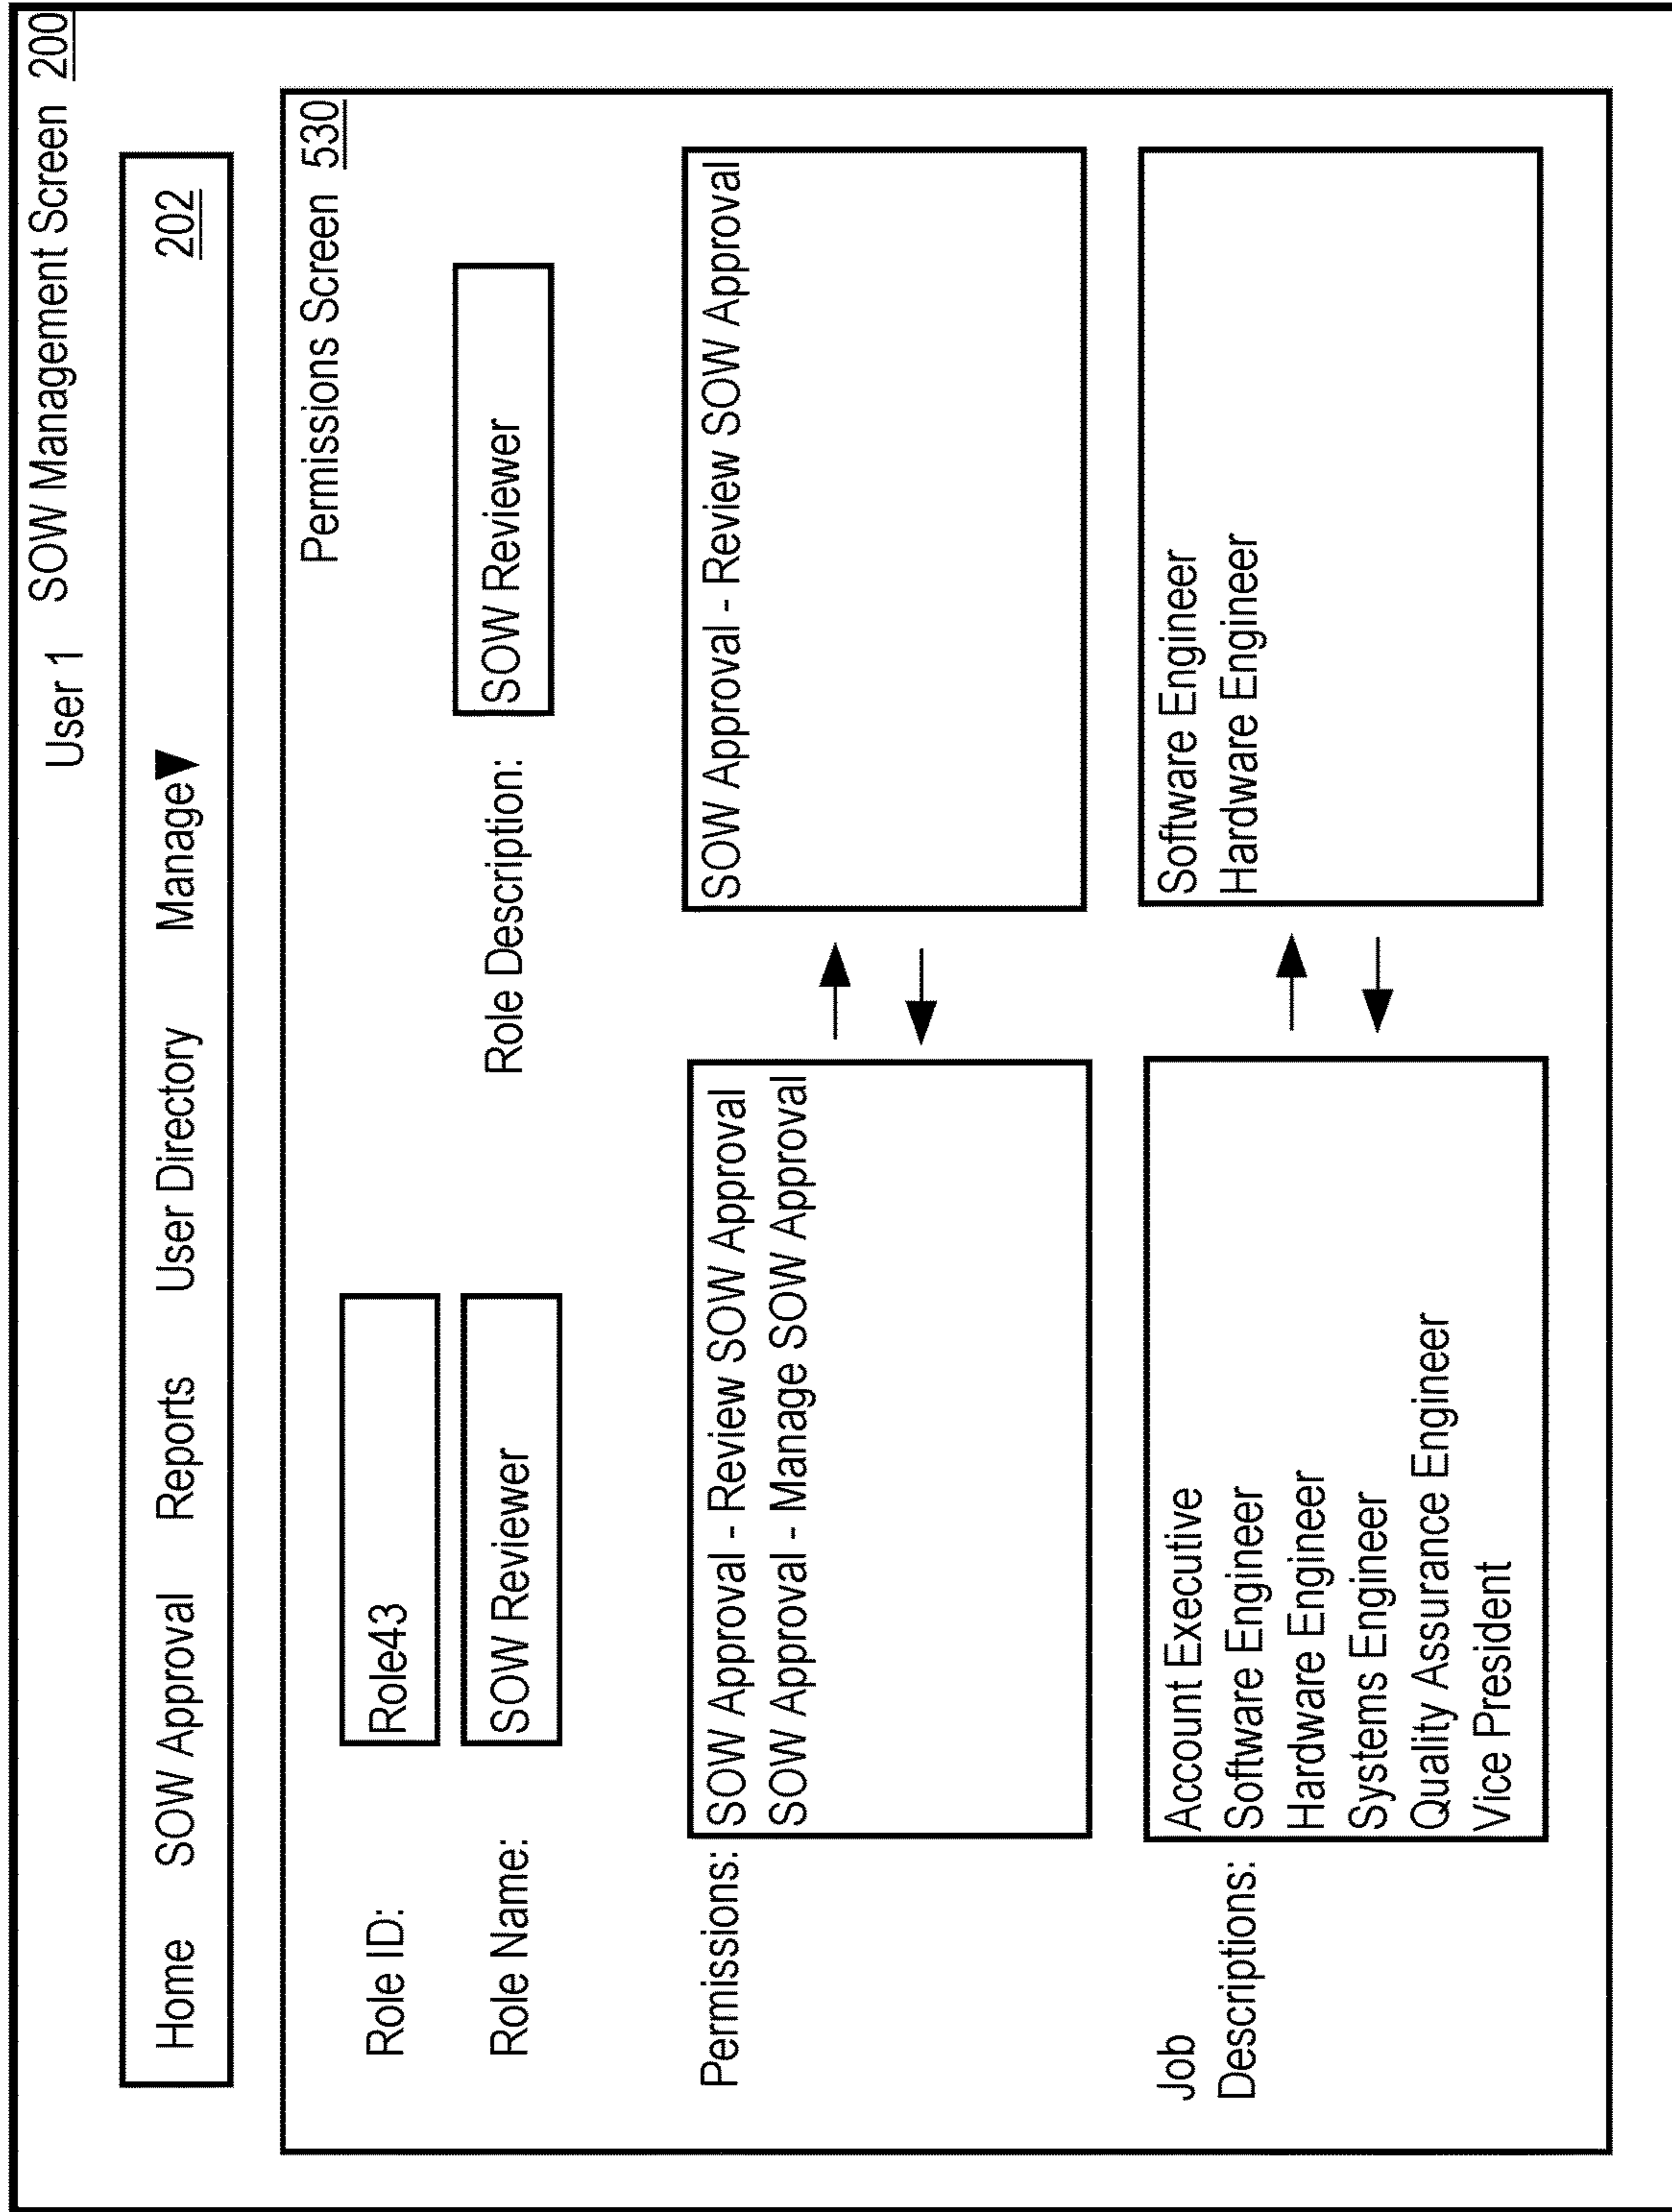 SOW Management Screen 200
User 1
Home SOW Approval Reports User Directory Manage▼ 202
Permissions Screen 530
Role ID: Role43
Role Name: SOW Reviewer Role Description: SOW Reviewer
Permissions:
SOW Approval - Review SOW Approval
SOW Approval - Manage SOW Approval
SOW Approval - Review SOW Approval
Job
Descriptions:
Account Executive
Software Engineer
Hardware Engineer
Systems Engineer
Quality Assurance Engineer
Vice President
Software Engineer
Hardware Engineer